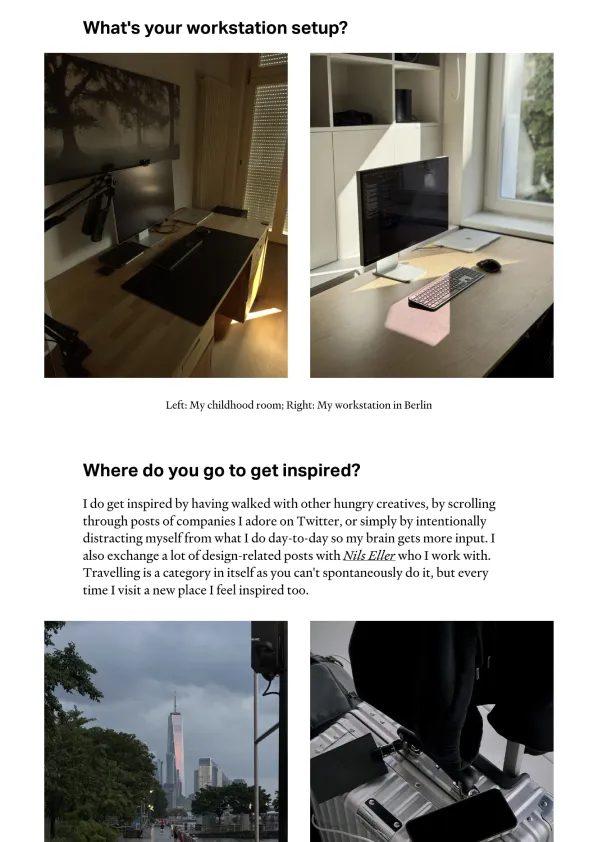 What's your workstation setup?
Left: My childhood room; Right: My workstation in Berlin
Where do you go to get inspired?
I do get inspired by having walked with other hungry creatives, by scrolling
through posts of companies I adore on Twitter, or simply by intentionally
distracting myself from what I do day-to-day so my brain gets more input. I
also exchange a lot of design-related posts with Nils Eller who I work with.
Travelling is a category in itself as you can't spontaneously do it, but every
time I visit a new place I feel inspired too.